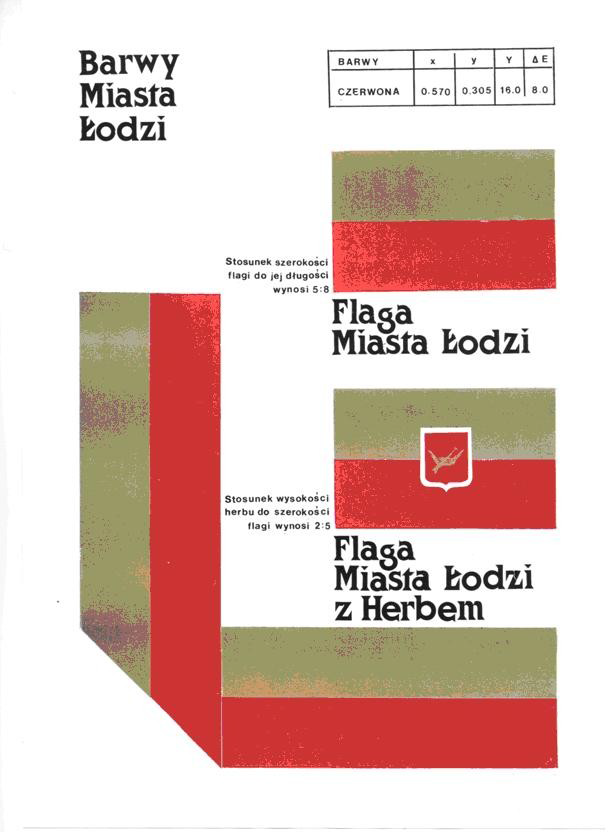 Barwy
Miasta
Łodzi
BARWY x y Y ΔE
CZERWONA 0.570 0.305 16.0 8.0
Stosunek szerokości
flagi do jej długości
wynosi 5:8
Flaga
Miasta Łodzi
Stosunek wysokości
herbu do szerokości
flagi wynosi 2:5
Flaga
Miasta Łodzi
z Herbem